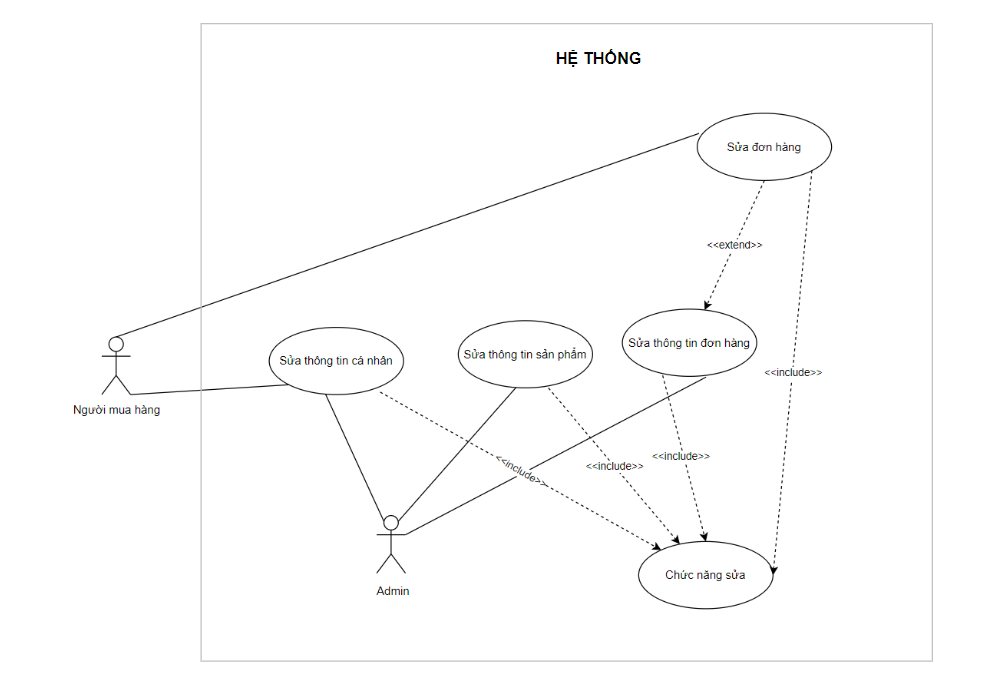 HỆ THỐNG
Sửa đơn hàng
<<extend>>
Sửa thông tin cá nhân
Sửa thông tin sản phẩm
Sửa thông tin đơn hàng
<<include>>
Người mua hàng
<<include>>
<<include>>
<<include>>
Chức năng sửa
Admin